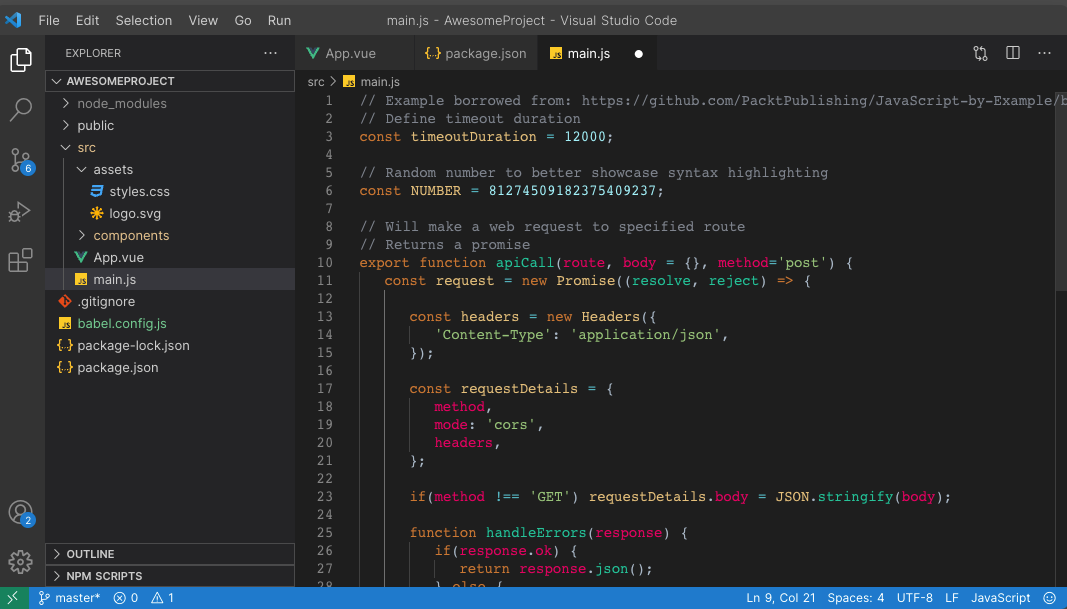 File Edit Selection View Go Run main.js - AwesomeProject - Visual Studio Code
EXPLORER ···
App.vue {..} package.json JS main.js ● ···
AWESOMEPROJECT
src > JS main.js
node_modules
public
src
assets
styles.css
logo.svg
components
App.vue
JS main.js
.gitignore
JS babel.config.js
{..} package-lock.json
{..} package.json
OUTLINE
NPM SCRIPTS
6
2
1 // Example borrowed from: https://github.com/PacktPublishing/JavaScript-by-Example/b
2 // Define timeout duration
3 const timeoutDuration = 12000;
4
5 // Random number to better showcase syntax highlighting
6 const NUMBER = 81274509182375409237;
7
8 // Will make a web request to specified route
9 // Returns a promise
10 export function apiCall(route, body = {}, method='post') {
11 const request = new Promise((resolve, reject) => {
12
13 const headers = new Headers({
14 'Content-Type': 'application/json',
15 });
16
17 const requestDetails = {
18 method,
19 mode: 'cors',
20 headers,
21 };
22
23 if(method !== 'GET') requestDetails.body = JSON.stringify(body);
24
25 function handleErrors(response) {
26 if(response.ok) {
27 return response.json();
28 } else {
master* 0 1 Ln 9, Col 21 Spaces: 4 UTF-8 LF JavaScript